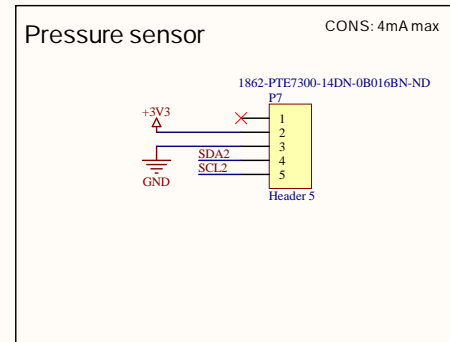 Pressure sensor
CONS: 4mA max
1862-PTE7300-14DN-0B016BN-ND
P7
+3V3
1
2
3
SDA2 4
SCL2 5
GND
Header 5